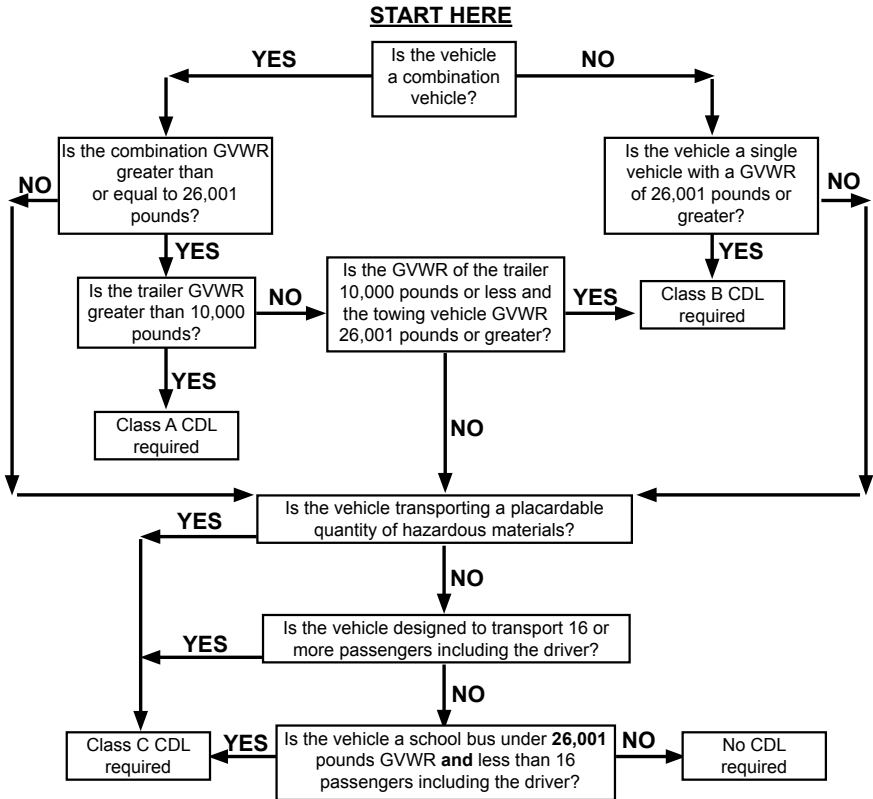 START HERE
YES
Is the vehicle
a combination
vehicle?
NO
Is the combination GVWR
greater than
or equal to 26,001
pounds?
NO
Is the vehicle a single
vehicle with a GVWR
of 26,001 pounds or
greater?
NO
YES
YES
Is the trailer GVWR
greater than 10,000
pounds?
NO
Is the GVWR of the trailer
10,000 pounds or less and
the towing vehicle GVWR
26,001 pounds or greater?
YES
Class B CDL
required
YES
Class A CDL
required
NO
Is the vehicle transporting a placardable
quantity of hazardous materials?
YES
NO
Is the vehicle designed to transport 16 or
more passengers including the driver?
YES
NO
Class C CDL
required
YES
Is the vehicle a school bus under 26,001
pounds GVWR and less than 16
passengers including the driver?
NO
No CDL
required